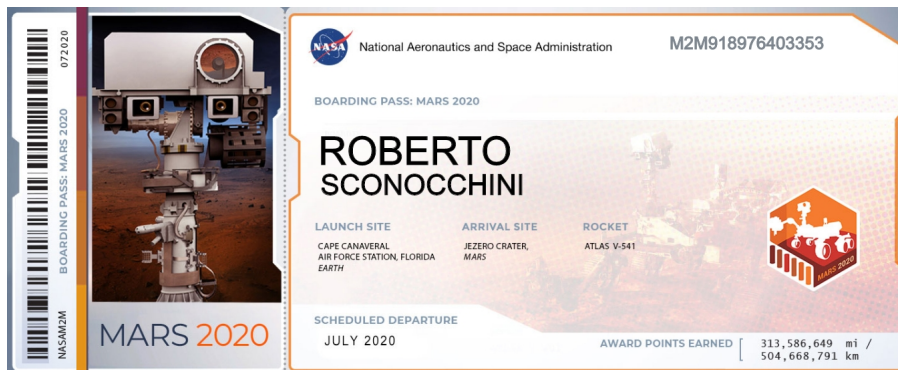 072020
BOARDING PASS: MARS 2020
NASAM2M
MARS 2020
NASA
National Aeronautics and Space Administration
M2M918976403353
BOARDING PASS: MARS 2020
ROBERTO
SCONOCCHINI
LAUNCH SITE
CAPE CANAVERAL
AIR FORCE STATION, FLORIDA
EARTH
ARRIVAL SITE
JEZERO CRATER,
MARS
ROCKET
ATLAS V-541
MARS 2020
SCHEDULED DEPARTURE
JULY 2020
AWARD POINTS EARNED
313,586,649 mi /
504,668,791 km